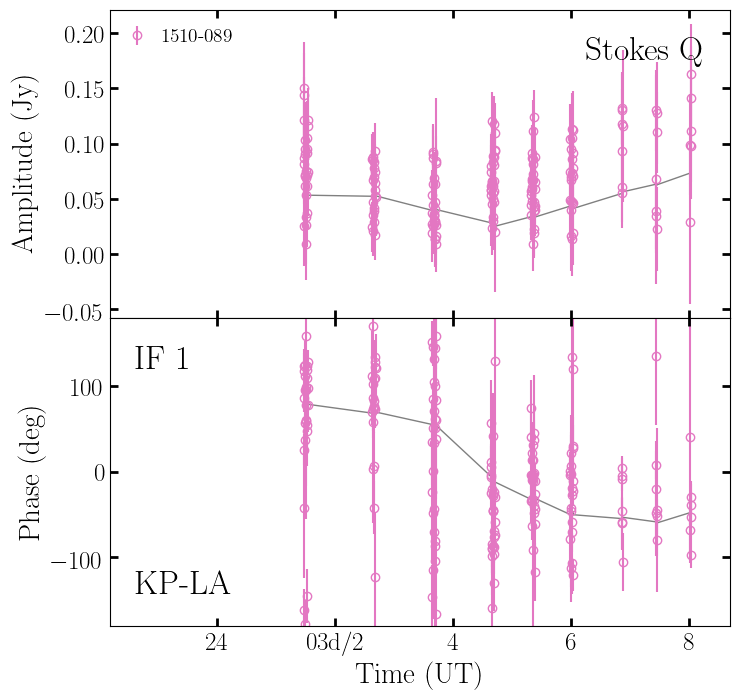 1510-089
Stokes Q
0.20
0.15
0.10
0.05
0.00
−0.05
Amplitude (Jy)
IF 1
KP-LA
100
0
−100
Phase (deg)
24 03d/2 4 6 8
Time (UT)